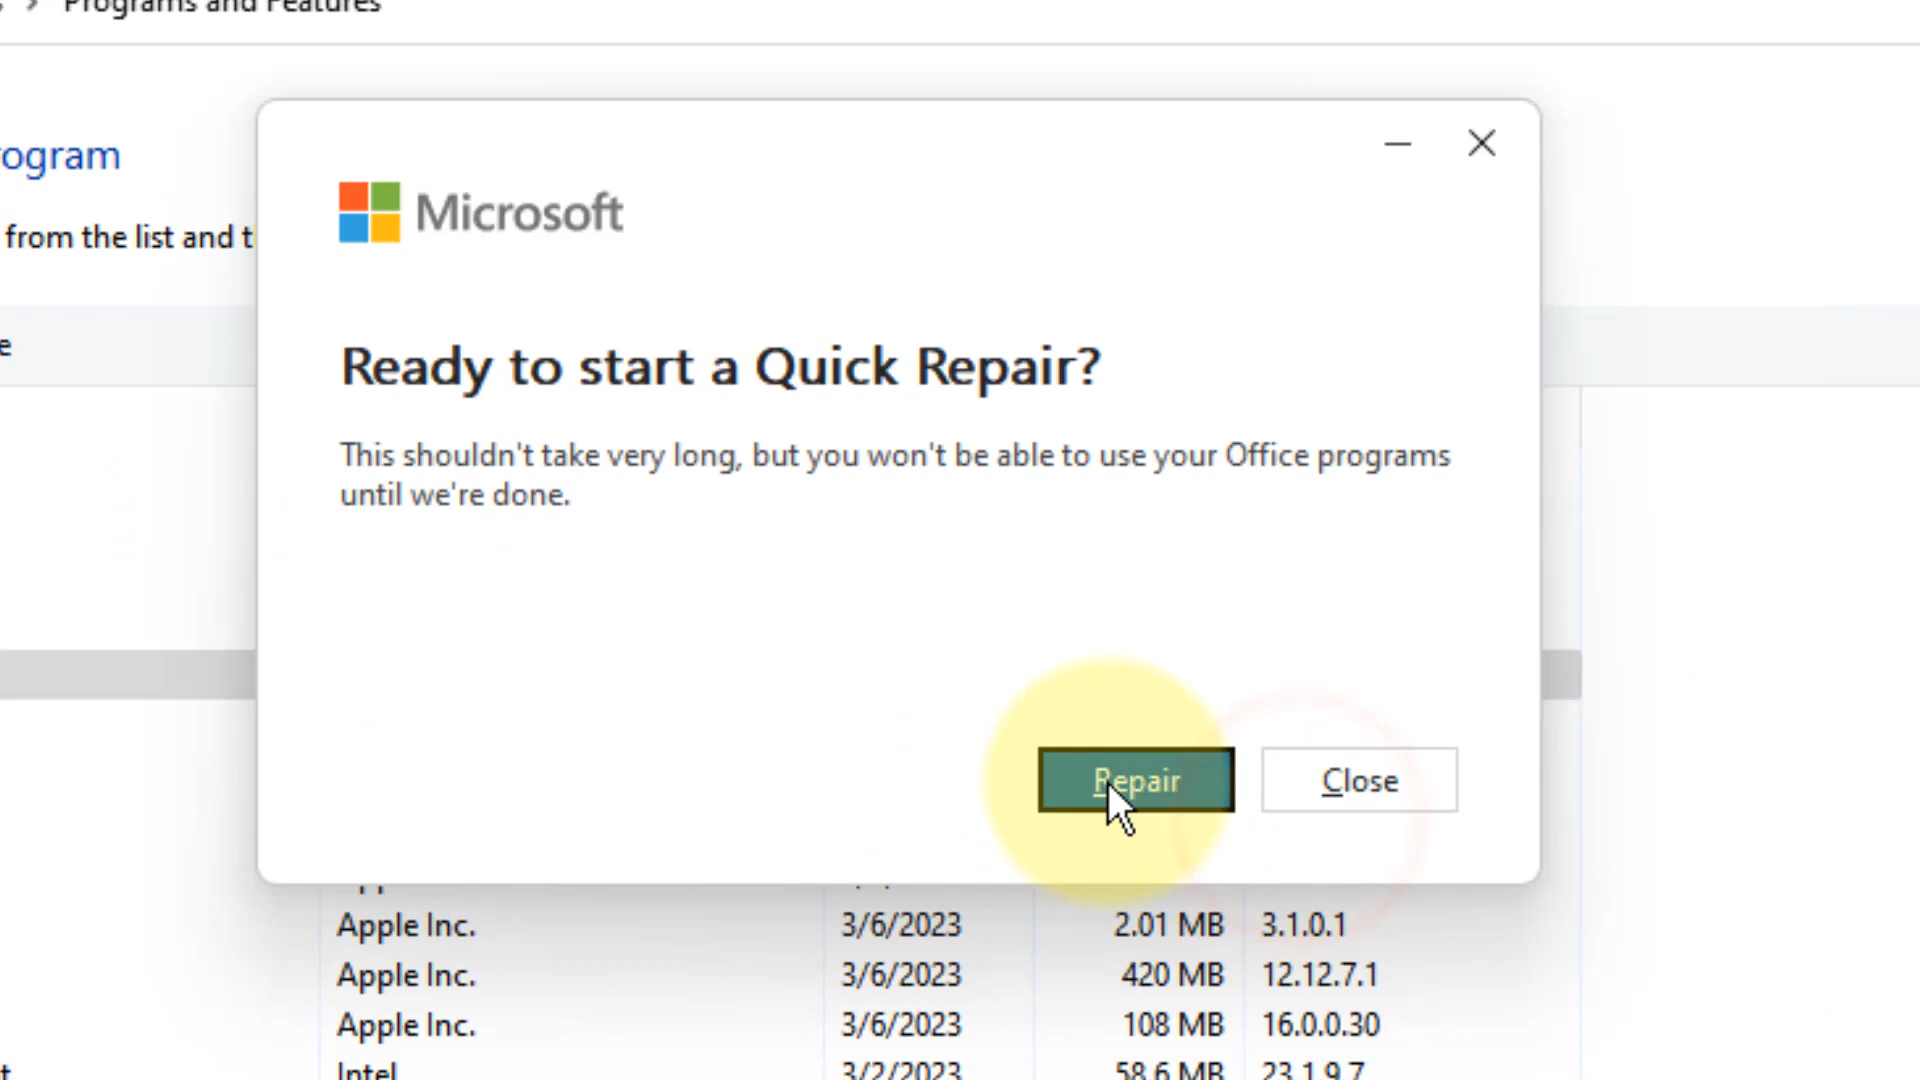 Programs and Features
ogram
from the list and t
e
Microsoft
Ready to start a Quick Repair?
This shouldn't take very long, but you won't be able to use your Office programs
until we're done.
Repair
Close
Apple Inc. 3/6/2023 2.01 MB 3.1.0.1
Apple Inc. 3/6/2023 420 MB 12.12.7.1
Apple Inc. 3/6/2023 108 MB 16.0.0.30
t Intel 3/2/2023 58.6 MB 23.1.9.7